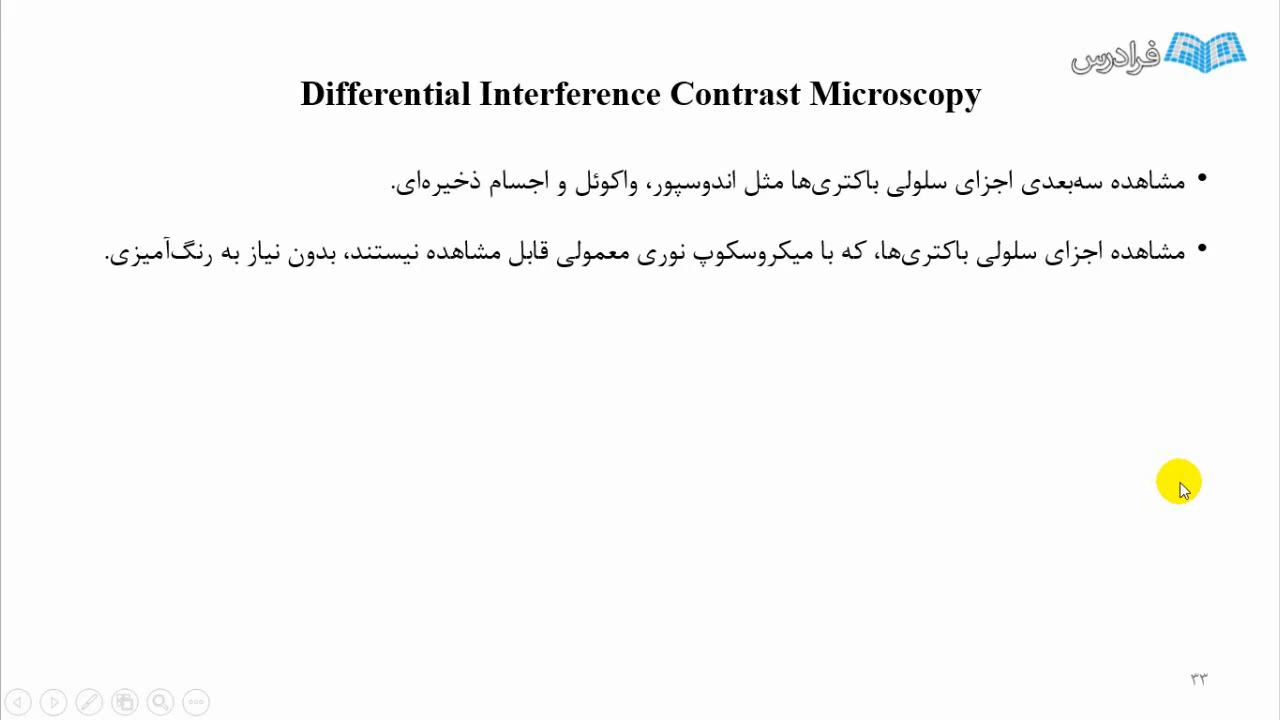 فرادرس
Differential Interference Contrast Microscopy
• مشاهده سه‌بعدی اجزای سلولی باکتری‌ها مثل اندوسپور، واکوئل و اجسام ذخیره‌ای.
• مشاهده اجزای سلولی باکتری‌ها، که با میکروسکوپ نوری معمولی قابل مشاهده نیستند، بدون نیاز به رنگ‌آمیزی.
۳۳